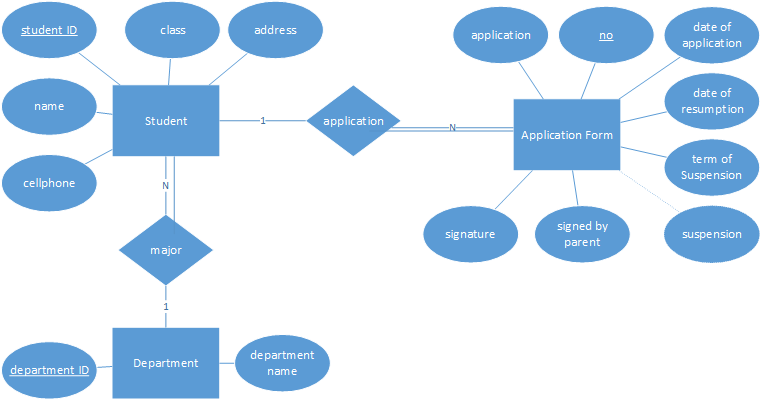 student ID
class
address
application
no
date of
application
name
Student
1
application
N
Application Form
date of
resumption
cellphone
N
term of
Suspension
major
signature
signed by
parent
suspension
1
department ID
Department
department
name